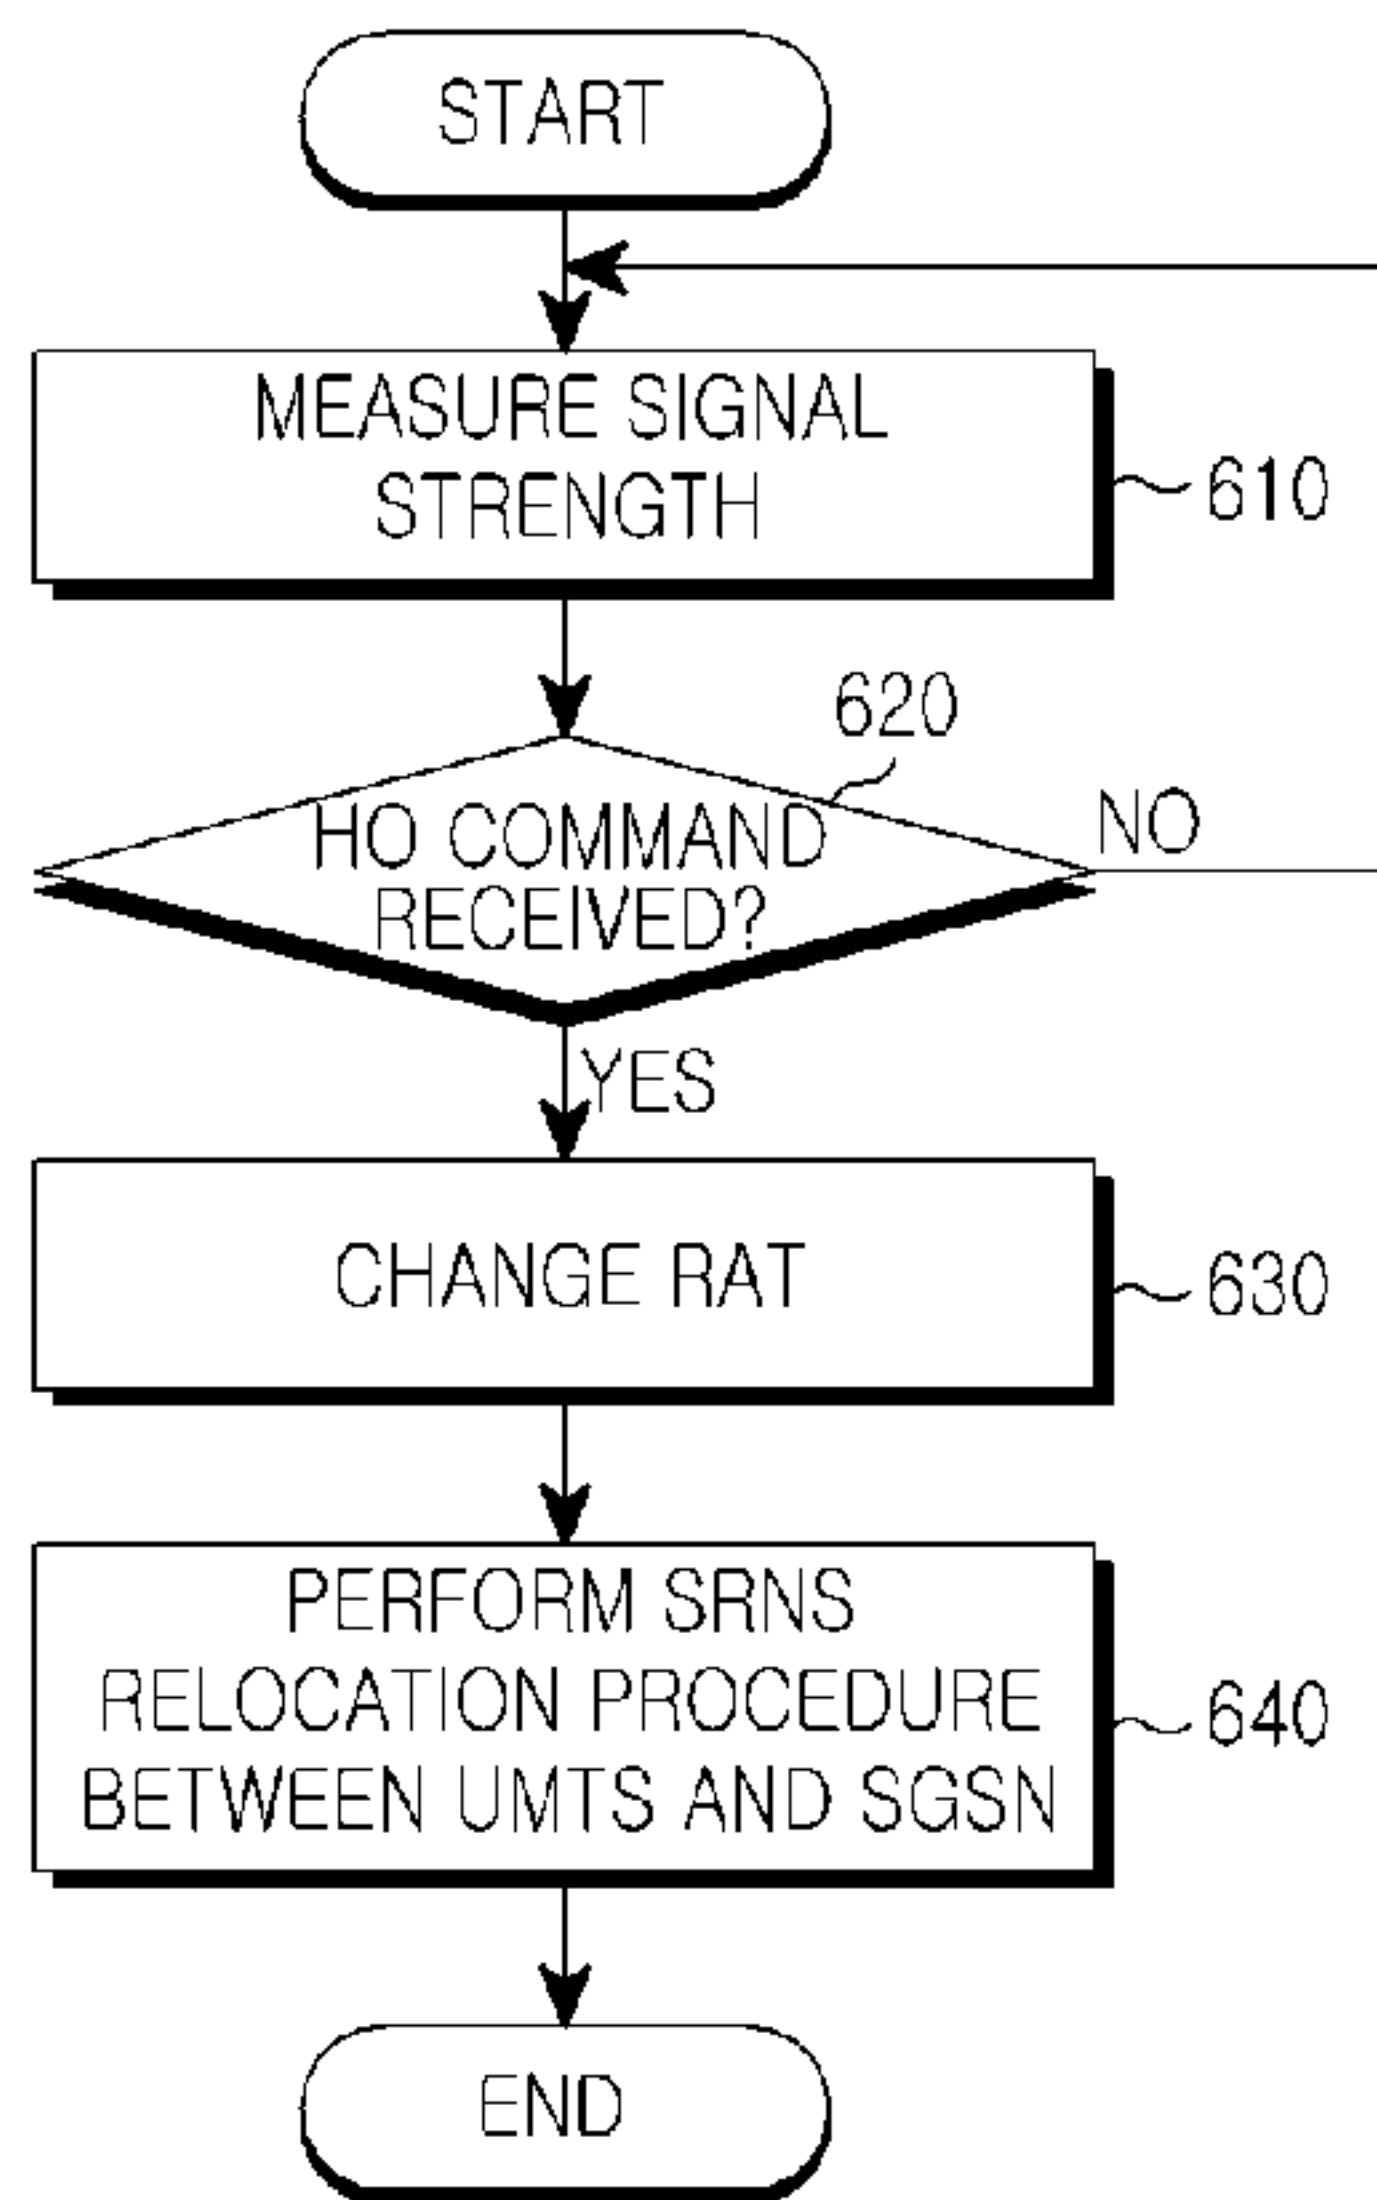 START
MEASURE SIGNAL
STRENGTH
610
620
HO COMMAND
RECEIVED?
NO
YES
CHANGE RAT
630
PERFORM SRNS
RELOCATION PROCEDURE
BETWEEN UMTS AND SGSN
640
END